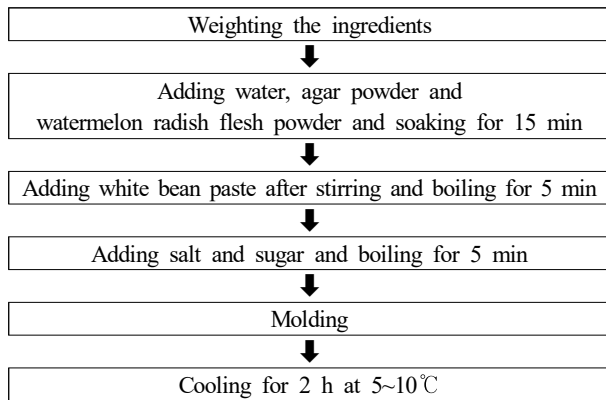 Weighting the ingredients
Adding water, agar powder and
watermelon radish flesh powder and soaking for 15 min
Adding white bean paste after stirring and boiling for 5 min
Adding salt and sugar and boiling for 5 min
Molding
Cooling for 2 h at 5~10℃